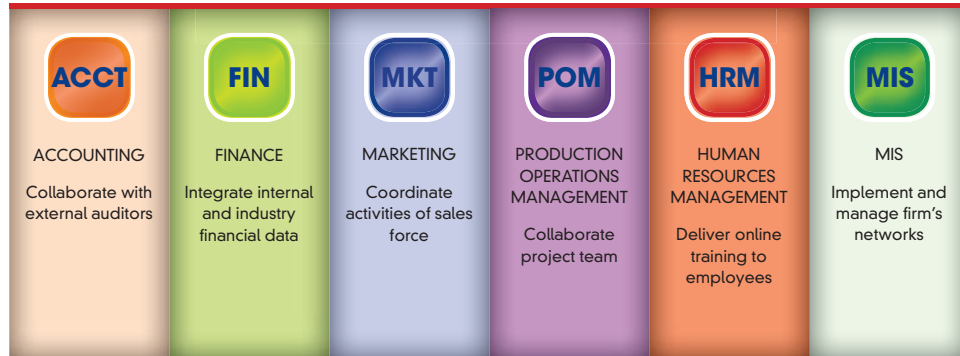 ACCT
ACCOUNTING
Collaborate with
external auditors
FIN
FINANCE
Integrate internal
and industry
financial data
MKT
MARKETING
Coordinate
activities of sales
force
POM
PRODUCTION
OPERATIONS
MANAGEMENT
Collaborate
project team
HRM
HUMAN
RESOURCES
MANAGEMENT
Deliver online
training to
employees
MIS
MIS
Implement and
manage firm's
networks